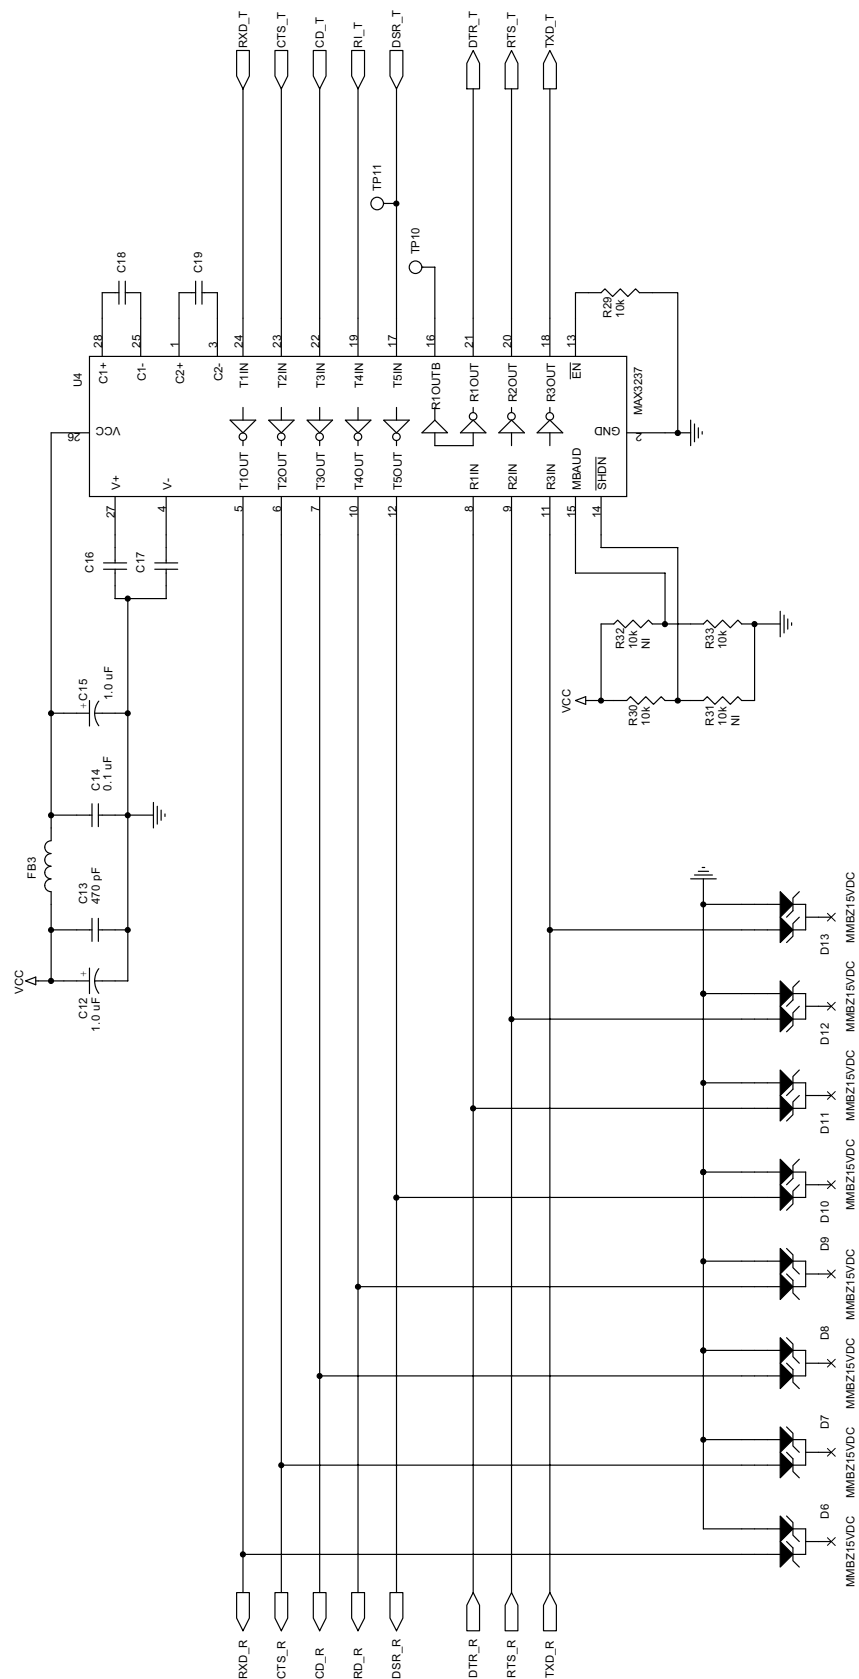 RXD_T
CTS_T
CD_T
RI_T
DSR_T
DTR_T
RTS_T
TXD_T
TP11
TP10
C18
C19
28
25
1
3
24
23
22
19
17
16
21
20
18
13
R29
10k
U4
C1+
C1-
C2+
C2-
T1IN
T2IN
T3IN
T4IN
T5IN
R1OUTB
R1OUT
R2OUT
R3OUT
EN
MAX3237
26
VCC
GND
2
V+
V-
T1OUT
T2OUT
T3OUT
T4OUT
T5OUT
R1IN
R2IN
R3IN
MBAUD
SHDN
27
4
5
6
7
10
12
8
9
11
15
14
C16
C17
R32
10k
NI
R33
10k
VCC
R30
10k
R31
10k
NI
C15
1.0 uF
+
C14
0.1 uF
FB3
C13
470 pF
VCC
C12
1.0 uF
+
D13
MMBZ15VDC
D12
MMBZ15VDC
D11
MMBZ15VDC
D10
MMBZ15VDC
D9
MMBZ15VDC
D8
MMBZ15VDC
D7
MMBZ15VDC
D6
MMBZ15VDC
RXD_R
CTS_R
CD_R
RD_R
DSR_R
DTR_R
RTS_R
TXD_R